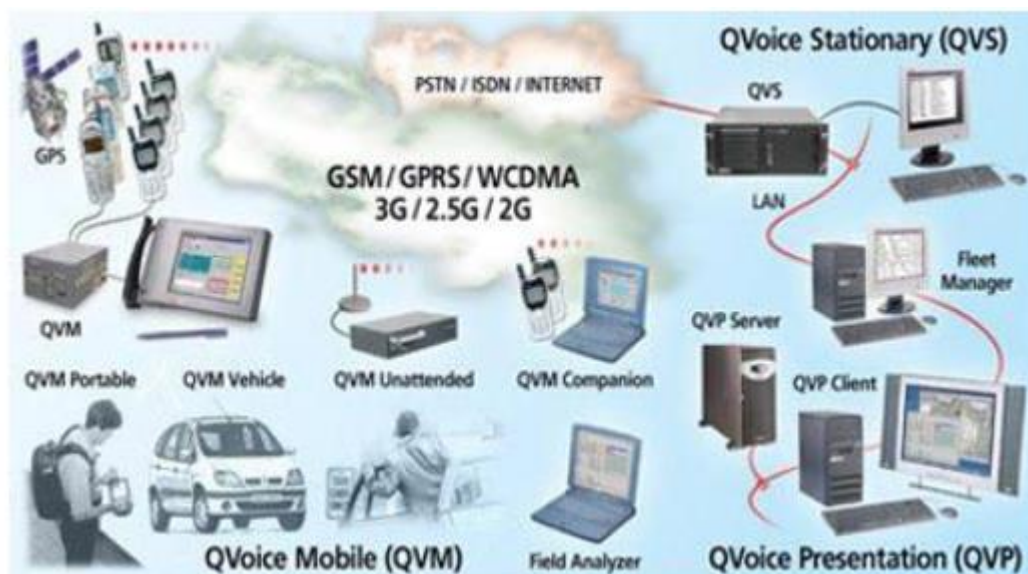 QVoice Stationary (QVS)
PSTN / ISDN / INTERNET
QVS
GPS
GSM / GPRS / WCDMA
3G / 2.5G / 2G
LAN
Fleet
Manager
QVM
QVP Server
QVM Portable
QVM Vehicle
QVM Unattended
QVM Companion
QVP Client
QVoice Mobile (QVM)
Field Analyzer
QVoice Presentation (QVP)